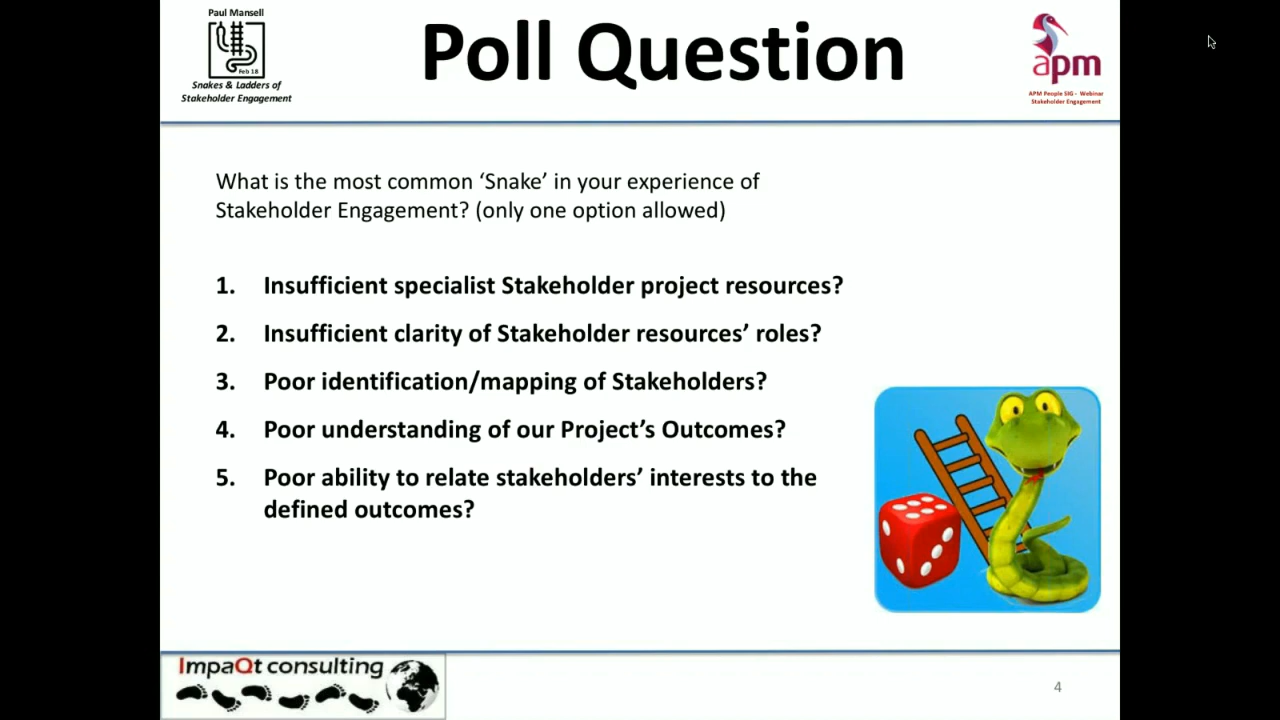 Paul Mansell
Feb 18
Snakes & Ladders of
Stakeholder Engagement
Poll Question
apm
APM People SIG - Webinar
Stakeholder Engagement
What is the most common ‘Snake’ in your experience of
Stakeholder Engagement? (only one option allowed)
1. Insufficient specialist Stakeholder project resources?
2. Insufficient clarity of Stakeholder resources’ roles?
3. Poor identification/mapping of Stakeholders?
4. Poor understanding of our Project’s Outcomes?
5. Poor ability to relate stakeholders’ interests to the
defined outcomes?
ImpaQt consulting
4